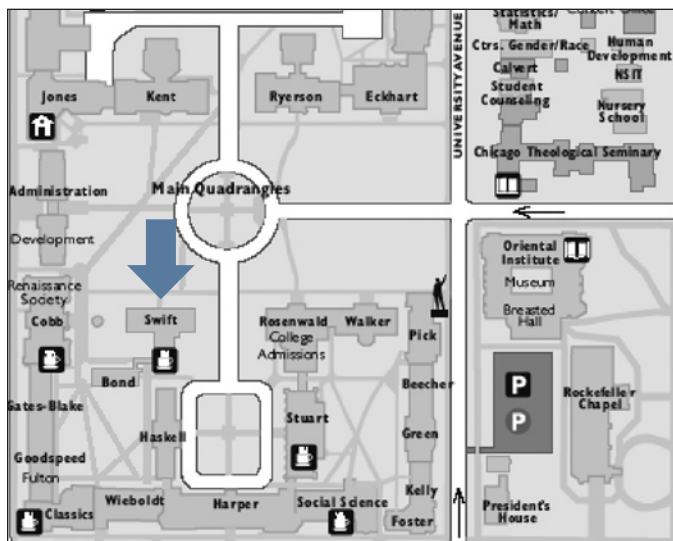 Statistics/
Math
Ctrs. Gender/Race
Calvert
Student
Counseling
Human
Development
NSIT
Nursery
School
Jones
Kent
Ryerson
Eckhart
UNIVERSITY AVENUE
Chicago Theological Seminary
Administration
Main Quadrangles
Development
Oriental
Institute
Museum
Breasted
Hall
Renaissance
Society
Cobb
Swift
Rosenwald
College
Admissions
Walker
Pick
Bond
Beecher
P
P
Rockefeller
Chapel
Gates-Blake
Haskell
Stuart
Green
Goodspeed
Fulton
Classics
Wieboldt
Harper
Social Science
Kelly
Foster
President's
House